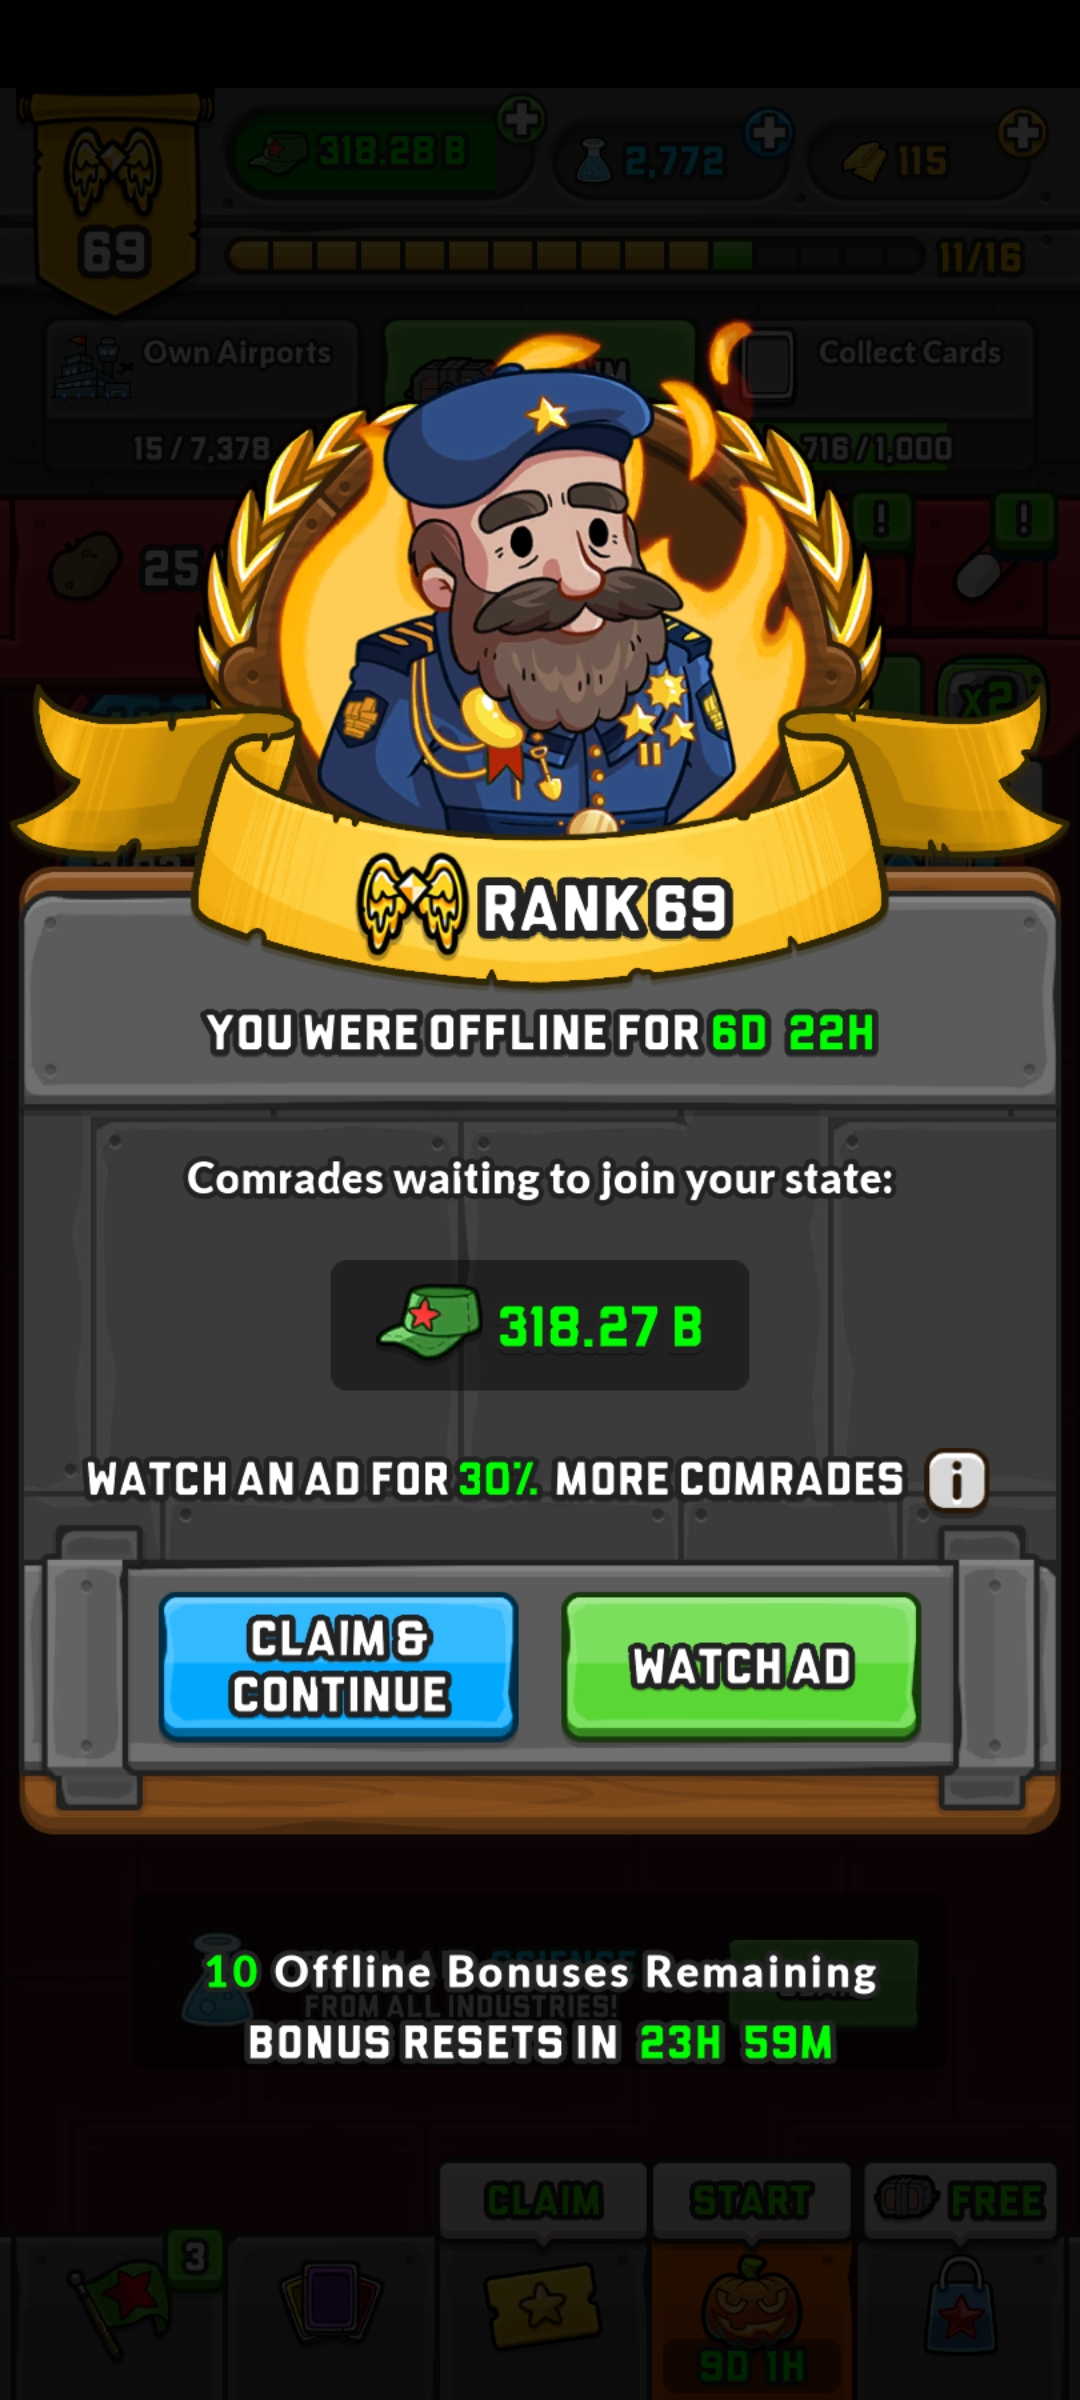 318.28 B
2,772
115
69
11/16
Own Airports
Collect Cards
15 / 7,378
716/1,000
!
!
25
X2
RANK 69
YOU WERE OFFLINE FOR 6D 22H
Comrades waiting to join your state:
318.27 B
WATCH AN AD FOR 30% MORE COMRADES
i
CLAIM & CONTINUE
WATCH AD
10 Offline Bonuses Remaining
FROM ALL INDUSTRIES!
BONUS RESETS IN 23H 59M
CLAIM
START
FREE
3
9D 1H